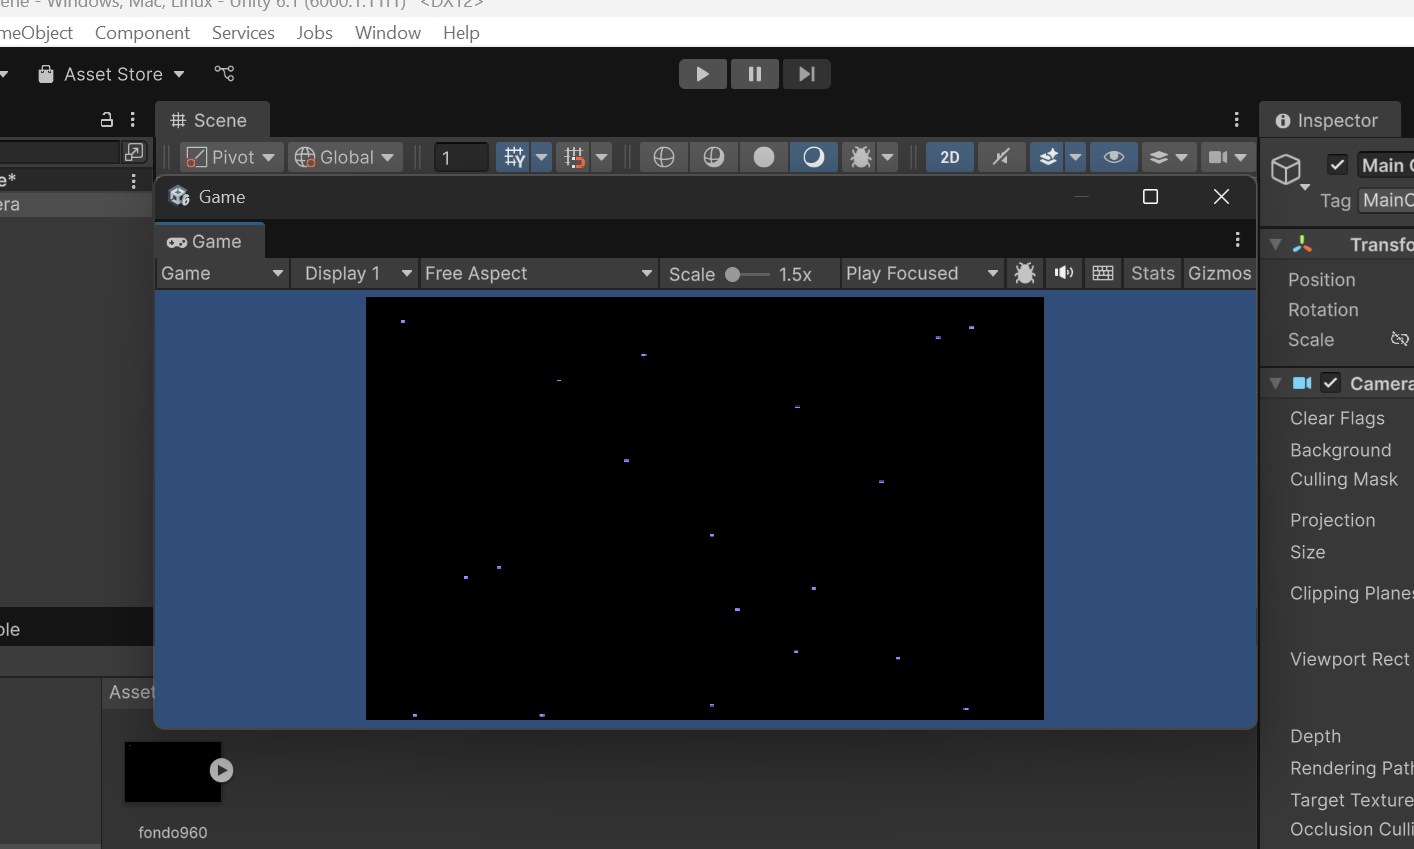 ene - Windows, Mac, Linux - Unity 6.1 (6000.1.11f1) <DX12>
meObject Component Services Jobs Window Help
Asset Store
Scene
Inspector
Pivot Global 1 2D
e*
era
Main C
Tag MainC
Game
Game
Game Display 1 Free Aspect Scale 1.5x Play Focused Stats Gizmos
Transfo
Position
Rotation
Scale
Camera
Clear Flags
Background
Culling Mask
Projection
Size
Clipping Planes
Viewport Rect
Depth
Rendering Path
Target Texture
Occlusion Culli
ole
Asset
fondo960